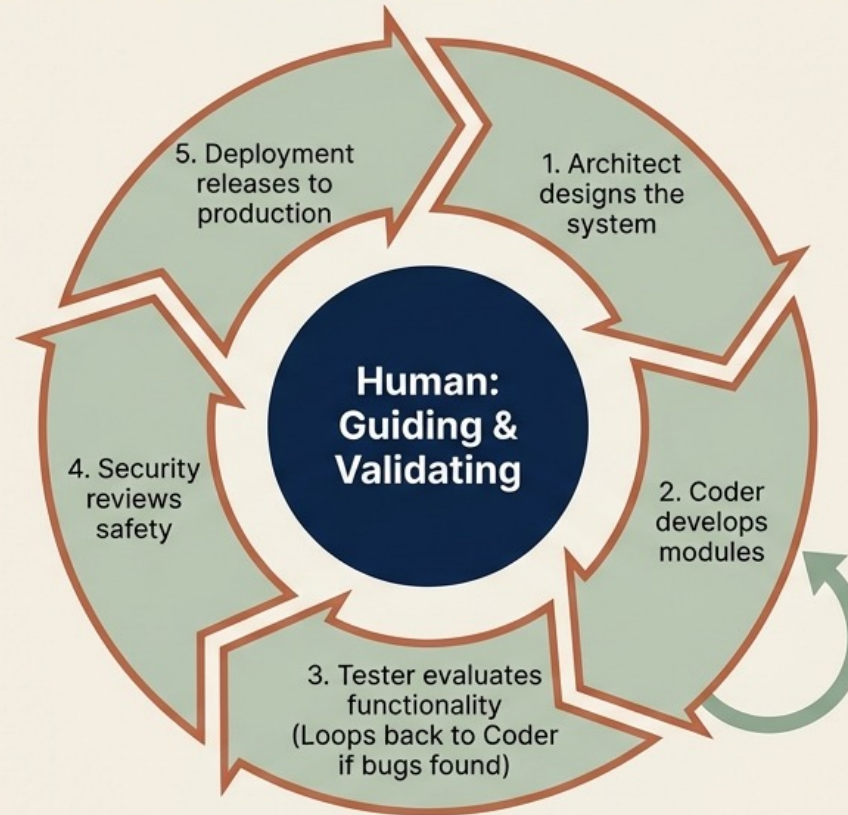 5. Deployment
releases to
production
1. Architect
designs the
system
Human:
Guiding &
Validating
4. Security
reviews
safety
2. Coder
develops
modules
3. Tester evaluates
functionality
(Loops back to Coder
if bugs found)